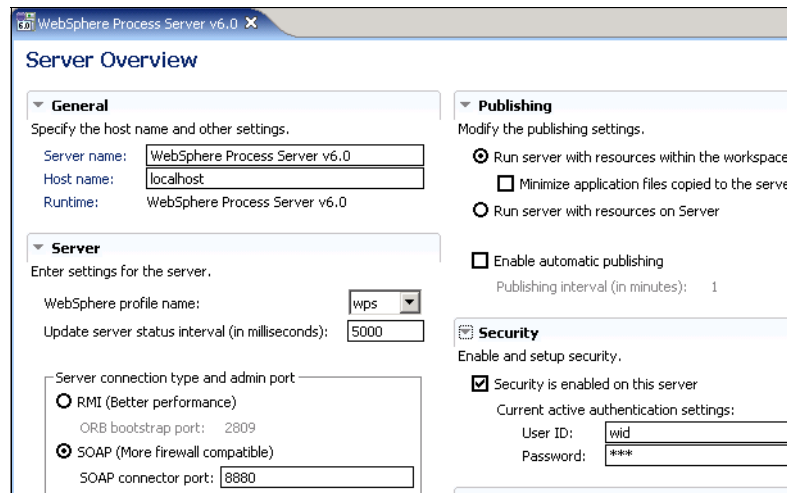 WebSphere Process Server v6.0
Server Overview
General
Specify the host name and other settings.
Server name: WebSphere Process Server v6.0
Host name: localhost
Runtime: WebSphere Process Server v6.0
Server
Enter settings for the server.
WebSphere profile name: wps
Update server status interval (in milliseconds): 5000
Server connection type and admin port
RMI (Better performance)
ORB bootstrap port: 2809
SOAP (More firewall compatible)
SOAP connector port: 8880
Publishing
Modify the publishing settings.
Run server with resources within the workspace
Minimize application files copied to the serve
Run server with resources on Server
Enable automatic publishing
Publishing interval (in minutes): 1
Security
Enable and setup security.
Security is enabled on this server
Current active authentication settings:
User ID: wid
Password: ***